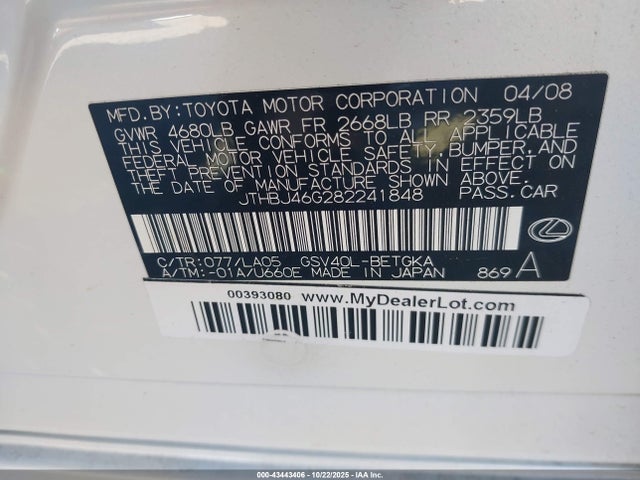 MFD. BY: TOYOTA MOTOR CORPORATION 04/08
GVWR 4680LB GAWR FR 2668LB RR 2359LB
THIS VEHICLE CONFORMS TO ALL APPLICABLE
FEDERAL MOTOR VEHICLE SAFETY, BUMPER, AND
THEFT PREVENTION STANDARDS IN EFFECT ON
THE DATE OF MANUFACTURE SHOWN ABOVE.
JTHBJ46G282241848 PASS. CAR
C/TR: 077/LA05 GSV40L-BETGKA
A/TM: -01A/U660E MADE IN JAPAN 869 A
00393080 www.MyDealerLot.com
000-43443406 | 10/22/2025 | IAA Inc.